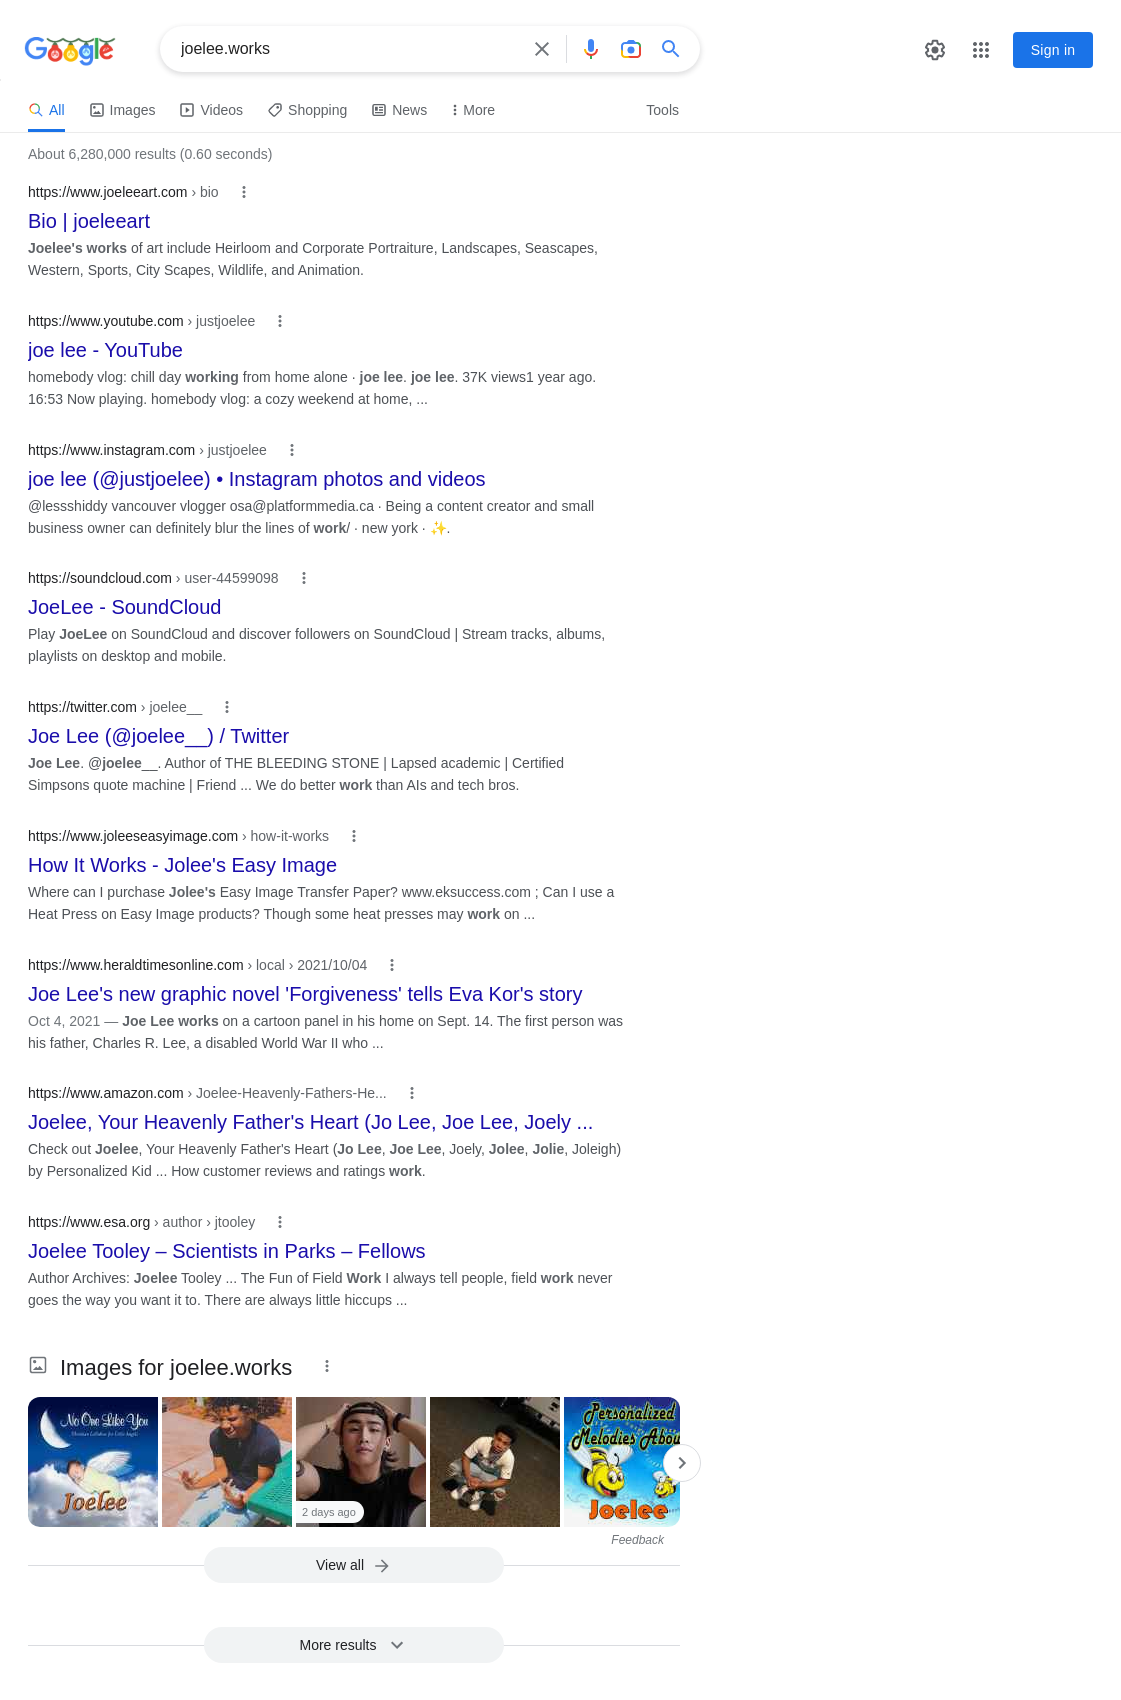 Google
joelee.works
Sign in
All
Images
Videos
Shopping
News
More
Tools
About 6,280,000 results (0.60 seconds)
https://www.joeleeart.com › bio
Bio | joeleeart
Joelee's works of art include Heirloom and Corporate Portraiture, Landscapes, Seascapes,
Western, Sports, City Scapes, Wildlife, and Animation.
https://www.youtube.com › justjoelee
joe lee - YouTube
homebody vlog: chill day working from home alone · joe lee. joe lee. 37K views1 year ago.
16:53 Now playing. homebody vlog: a cozy weekend at home, ...
https://www.instagram.com › justjoelee
joe lee (@justjoelee) • Instagram photos and videos
@lessshiddy vancouver vlogger osa@platformmedia.ca · Being a content creator and small
business owner can definitely blur the lines of work/ · new york · ✨.
https://soundcloud.com › user-44599098
JoeLee - SoundCloud
Play JoeLee on SoundCloud and discover followers on SoundCloud | Stream tracks, albums,
playlists on desktop and mobile.
https://twitter.com › joelee__
Joe Lee (@joelee__) / Twitter
Joe Lee. @joelee__. Author of THE BLEEDING STONE | Lapsed academic | Certified
Simpsons quote machine | Friend ... We do better work than AIs and tech bros.
https://www.joleeseasyimage.com › how-it-works
How It Works - Jolee's Easy Image
Where can I purchase Jolee's Easy Image Transfer Paper? www.eksuccess.com ; Can I use a
Heat Press on Easy Image products? Though some heat presses may work on ...
https://www.heraldtimesonline.com › local › 2021/10/04
Joe Lee's new graphic novel 'Forgiveness' tells Eva Kor's story
Oct 4, 2021 — Joe Lee works on a cartoon panel in his home on Sept. 14. The first person was
his father, Charles R. Lee, a disabled World War II who ...
https://www.amazon.com › Joelee-Heavenly-Fathers-He...
Joelee, Your Heavenly Father's Heart (Jo Lee, Joe Lee, Joely ...
Check out Joelee, Your Heavenly Father's Heart (Jo Lee, Joe Lee, Joely, Jolee, Jolie, Joleigh)
by Personalized Kid ... How customer reviews and ratings work.
https://www.esa.org › author › jtooley
Joelee Tooley – Scientists in Parks – Fellows
Author Archives: Joelee Tooley ... The Fun of Field Work I always tell people, field work never
goes the way you want it to. There are always little hiccups ...
Images for joelee.works
No One Like You
Joelee
2 days ago
Personalized
Melodies Abou
Joelee
Feedback
View all
More results